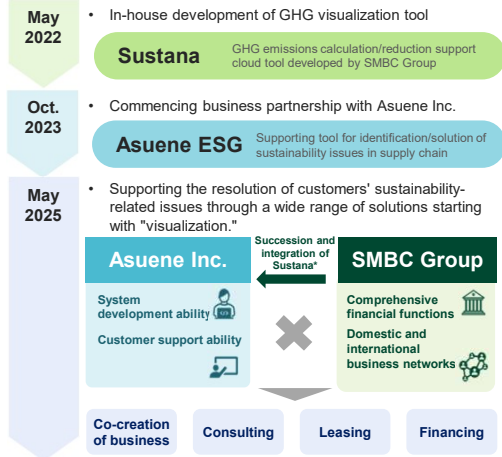 May
2022
• In-house development of GHG visualization tool
Sustana
GHG emissions calculation/reduction support
cloud tool developed by SMBC Group
Oct.
2023
• Commencing business partnership with Asuene Inc.
Asuene ESG
Supporting tool for identification/solution of
sustainability issues in supply chain
May
2025
• Supporting the resolution of customers' sustainability-
related issues through a wide range of solutions starting
with "visualization."
Asuene Inc.
Succession and
integration of
Sustana*
SMBC Group
System
development ability
Customer support ability
Comprehensive
financial functions
Domestic and
international
business networks
Co-creation
of business
Consulting
Leasing
Financing